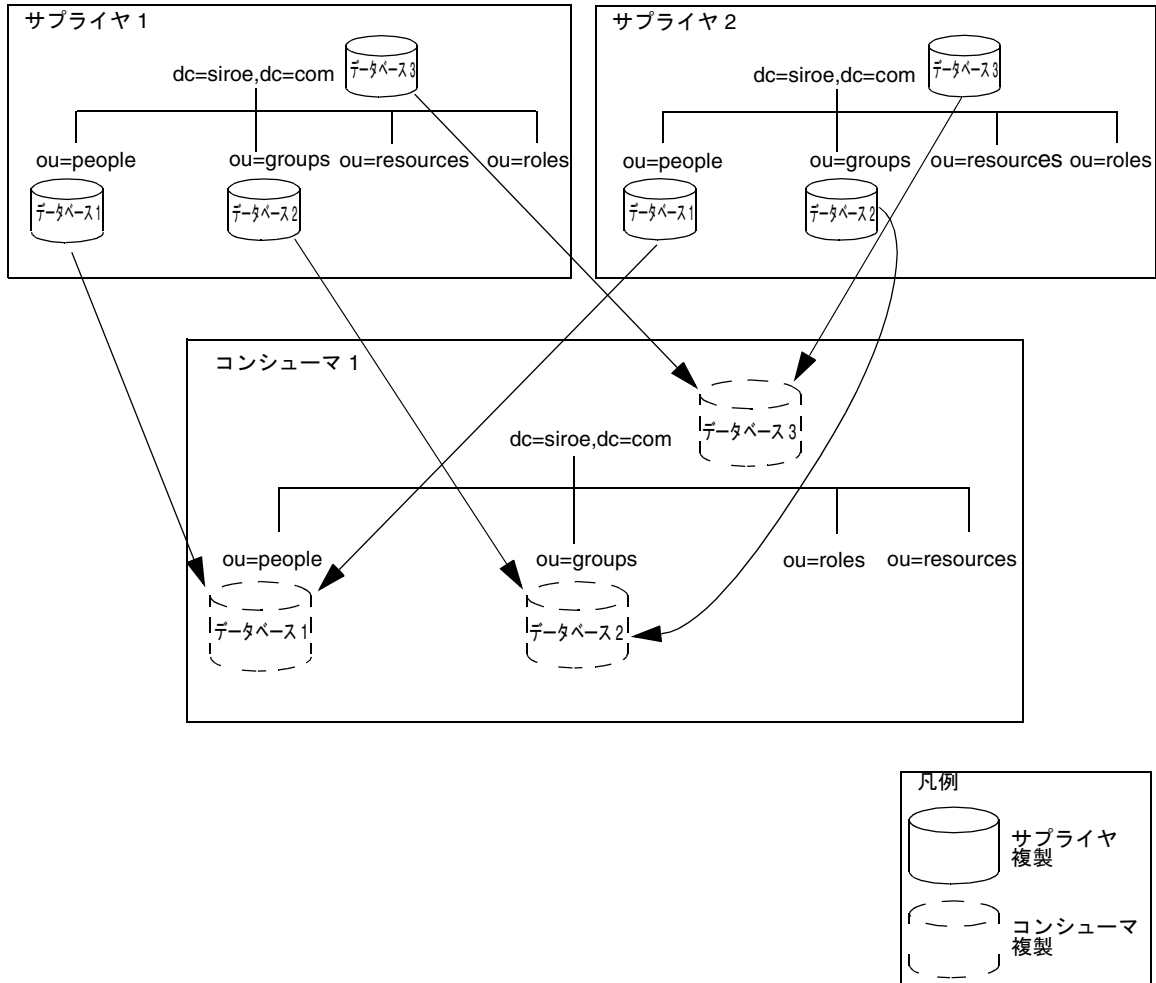 サプライヤ 1
データベース3
dc=siroe,dc=com
ou=people
ou=groups
ou=resources
ou=roles
データベース1
データベース2
サプライヤ 2
データベース3
dc=siroe,dc=com
ou=people
ou=groups
ou=resources
ou=roles
データベース1
データベース2
コンシューマ 1
データベース3
dc=siroe,dc=com
ou=people
ou=groups
ou=roles
ou=resources
データベース1
データベース2
凡例
サプライヤ
複製
コンシューマ
複製